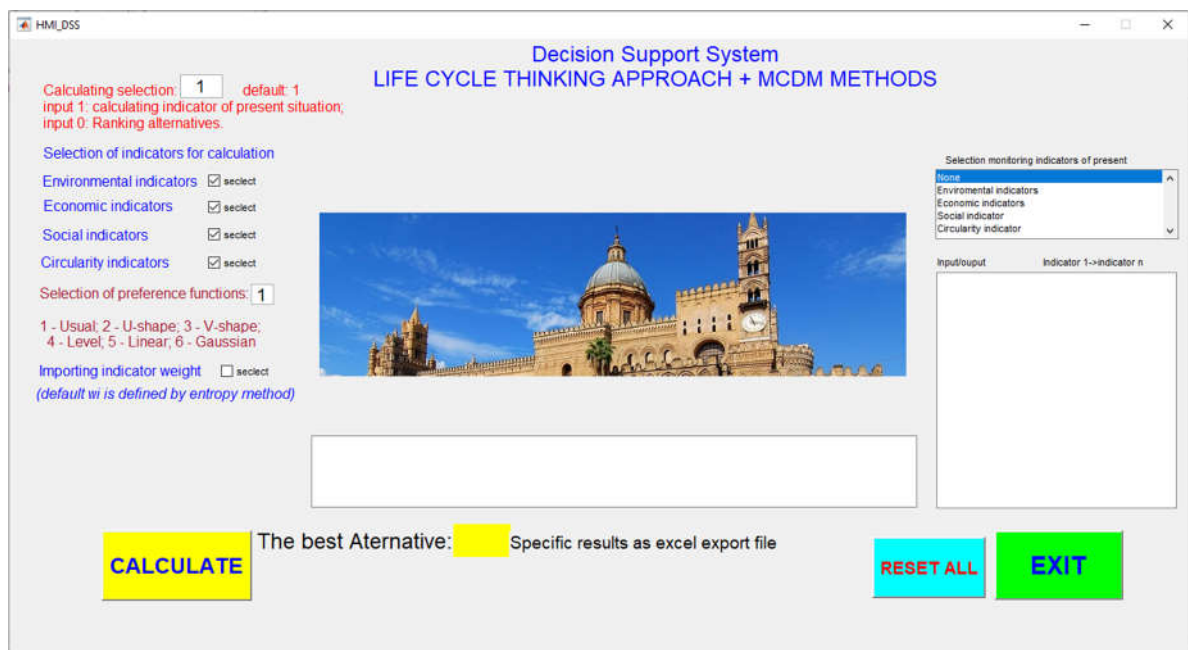 HMI_DSS
Decision Support System
LIFE CYCLE THINKING APPROACH + MCDM METHODS
Calculating selection: 1 default: 1
input 1: calculating indicator of present situation;
input 0: Ranking alternatives.
Selection of indicators for calculation
Environmental indicators seclect
Economic indicators seclect
Social indicators seclect
Circularity indicators seclect
Selection of preference functions: 1
1 - Usual; 2 - U-shape; 3 - V-shape;
4 - Level; 5 - Linear; 6 - Gaussian
Importing indicator weight seclect
(default wi is defined by entropy method)
Selection monitoring indicators of present
None
Enviromental indicators
Economic indicators
Social indicator
Circularity indicator
Input/ouput Indicator 1->indicator n
CALCULATE
The best Aternative: Specific results as excel export file
RESET ALL
EXIT